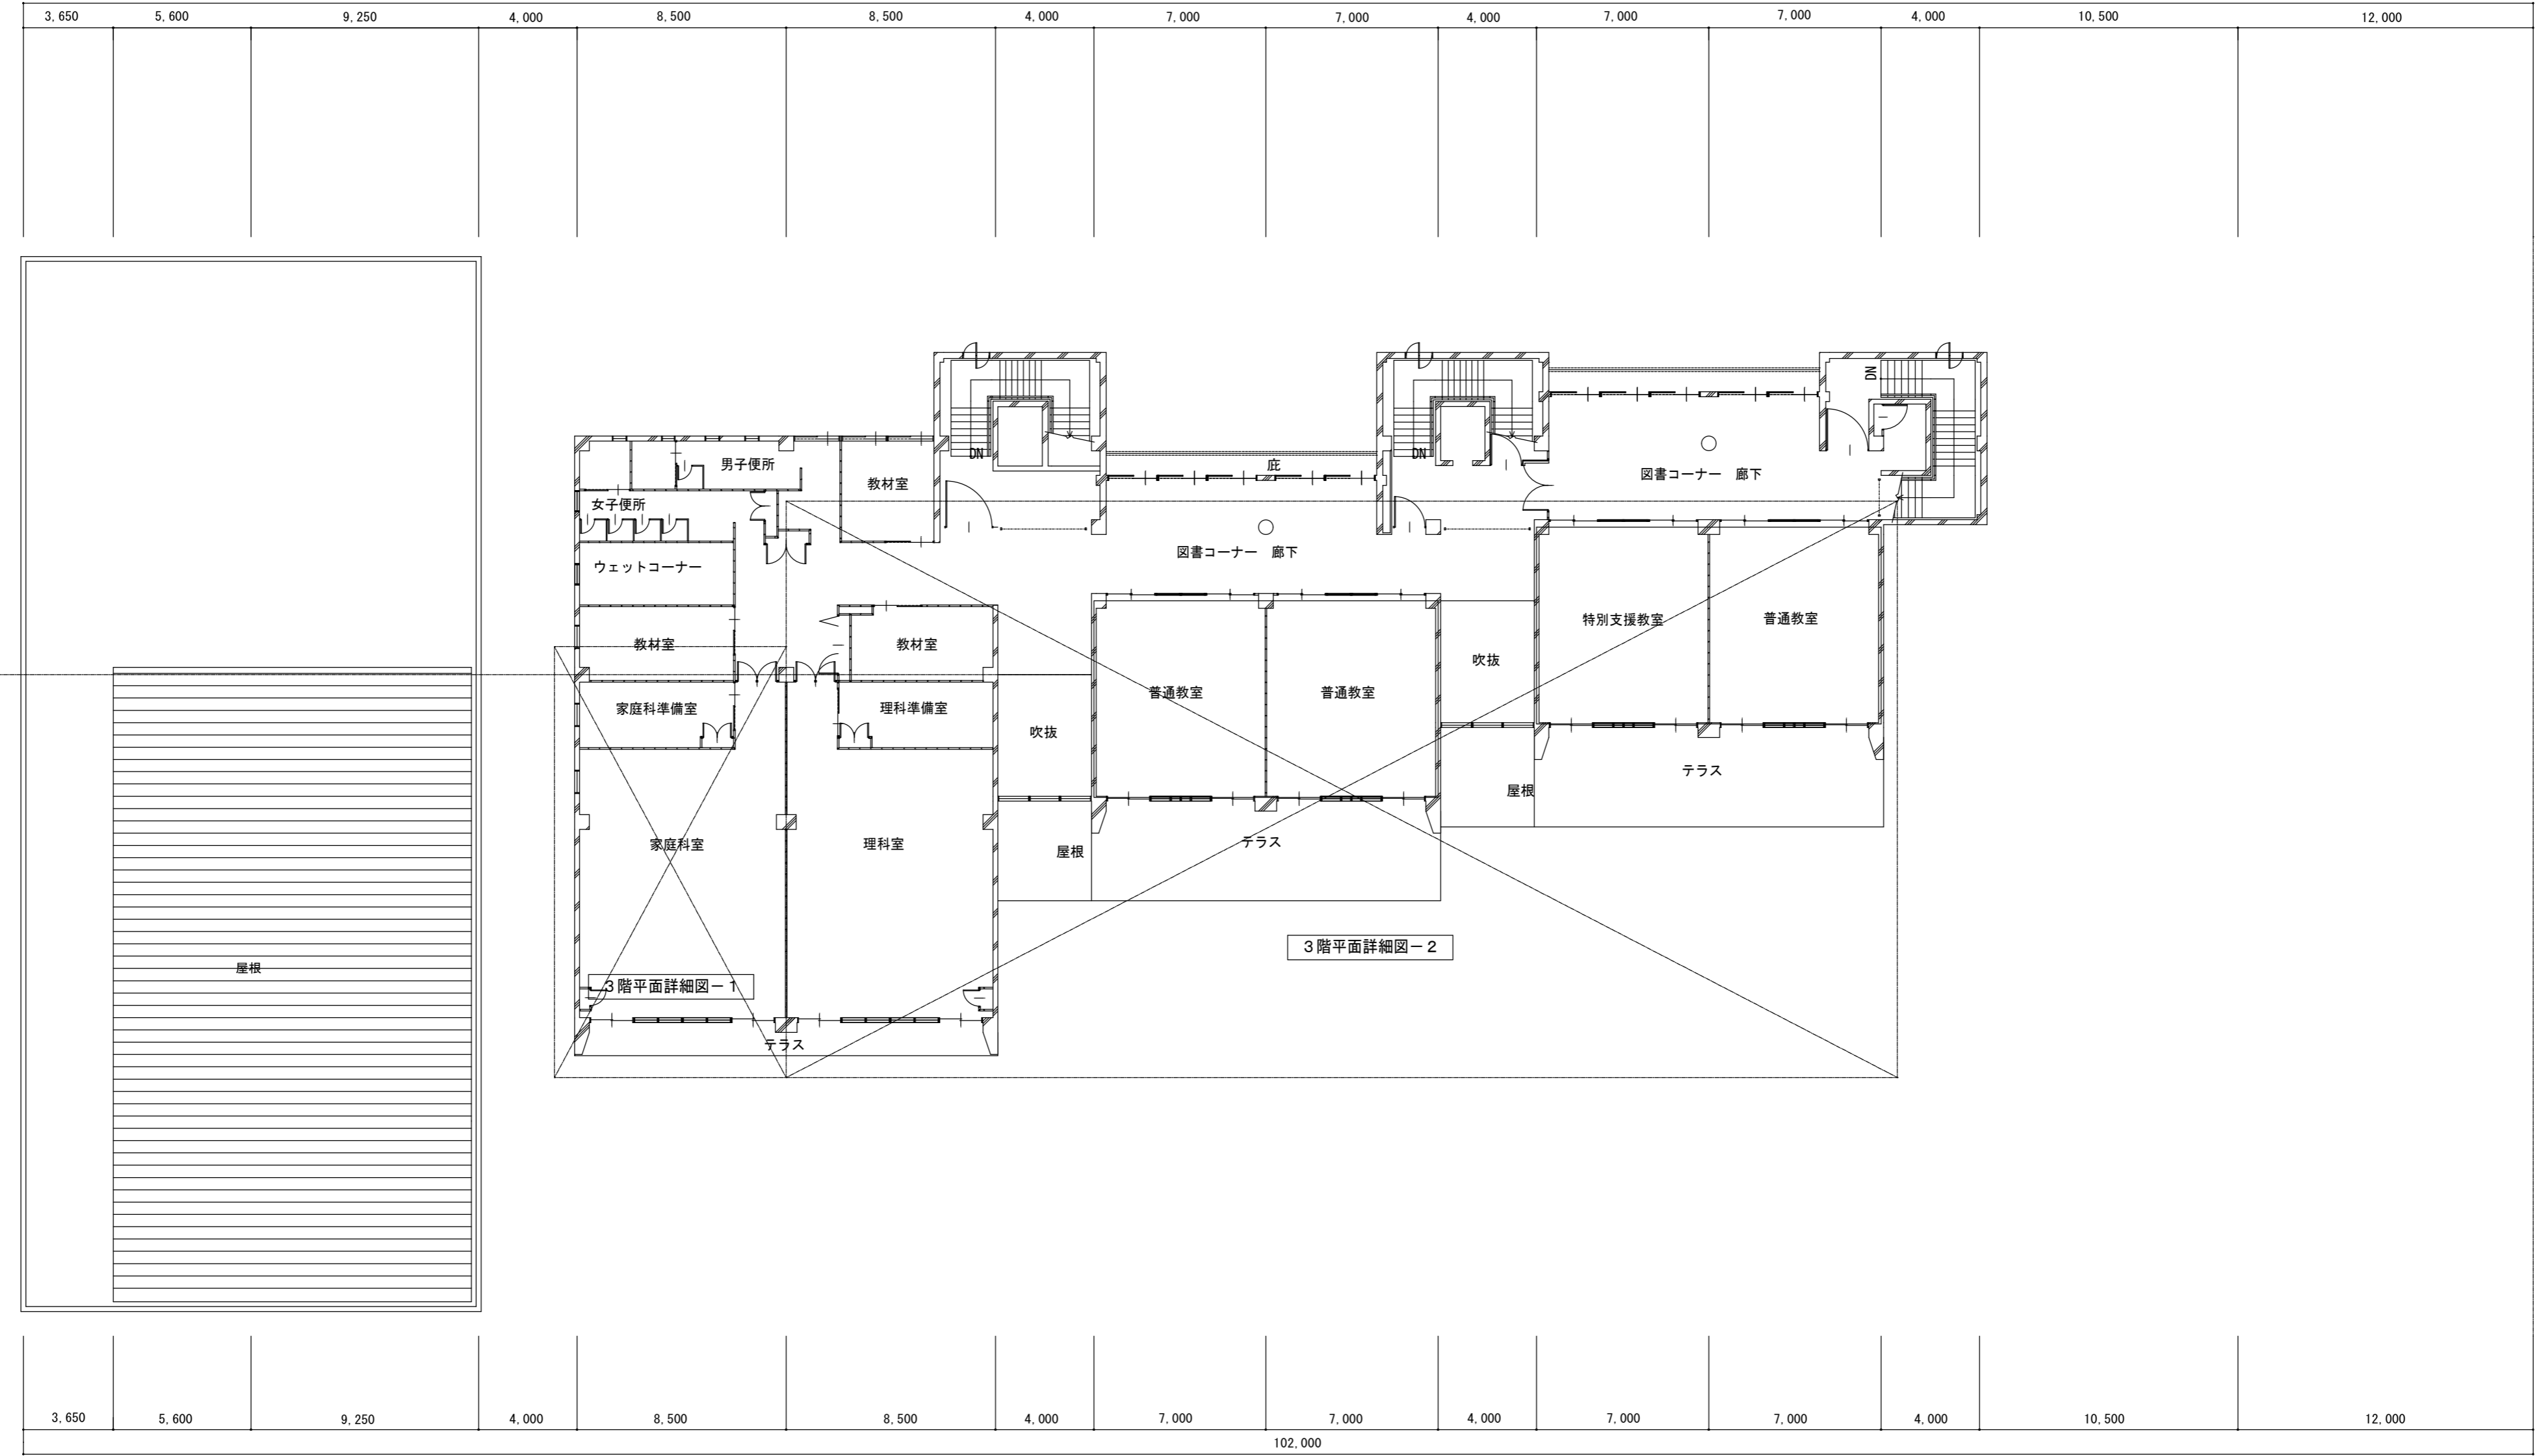 3,650 5,600 9,250 4,000 8,500 8,500 4,000 7,000 7,000 4,000 7,000 7,000 4,000 10,500 12,000
DN
DN
DN
男子便所
教材室
庇
図書コーナー 廊下
女子便所
図書コーナー 廊下
ウェットコーナー
特別支援教室
普通教室
教材室
教材室
吹抜
家庭科準備室
理科準備室
普通教室
普通教室
吹抜
テラス
屋根
家庭科室
理科室
屋根
テラス
3階平面詳細図-2
屋根
3階平面詳細図-1
テラス
3,650 5,600 9,250 4,000 8,500 8,500 4,000 7,000 7,000 4,000 7,000 7,000 4,000 10,500 12,000
102,000